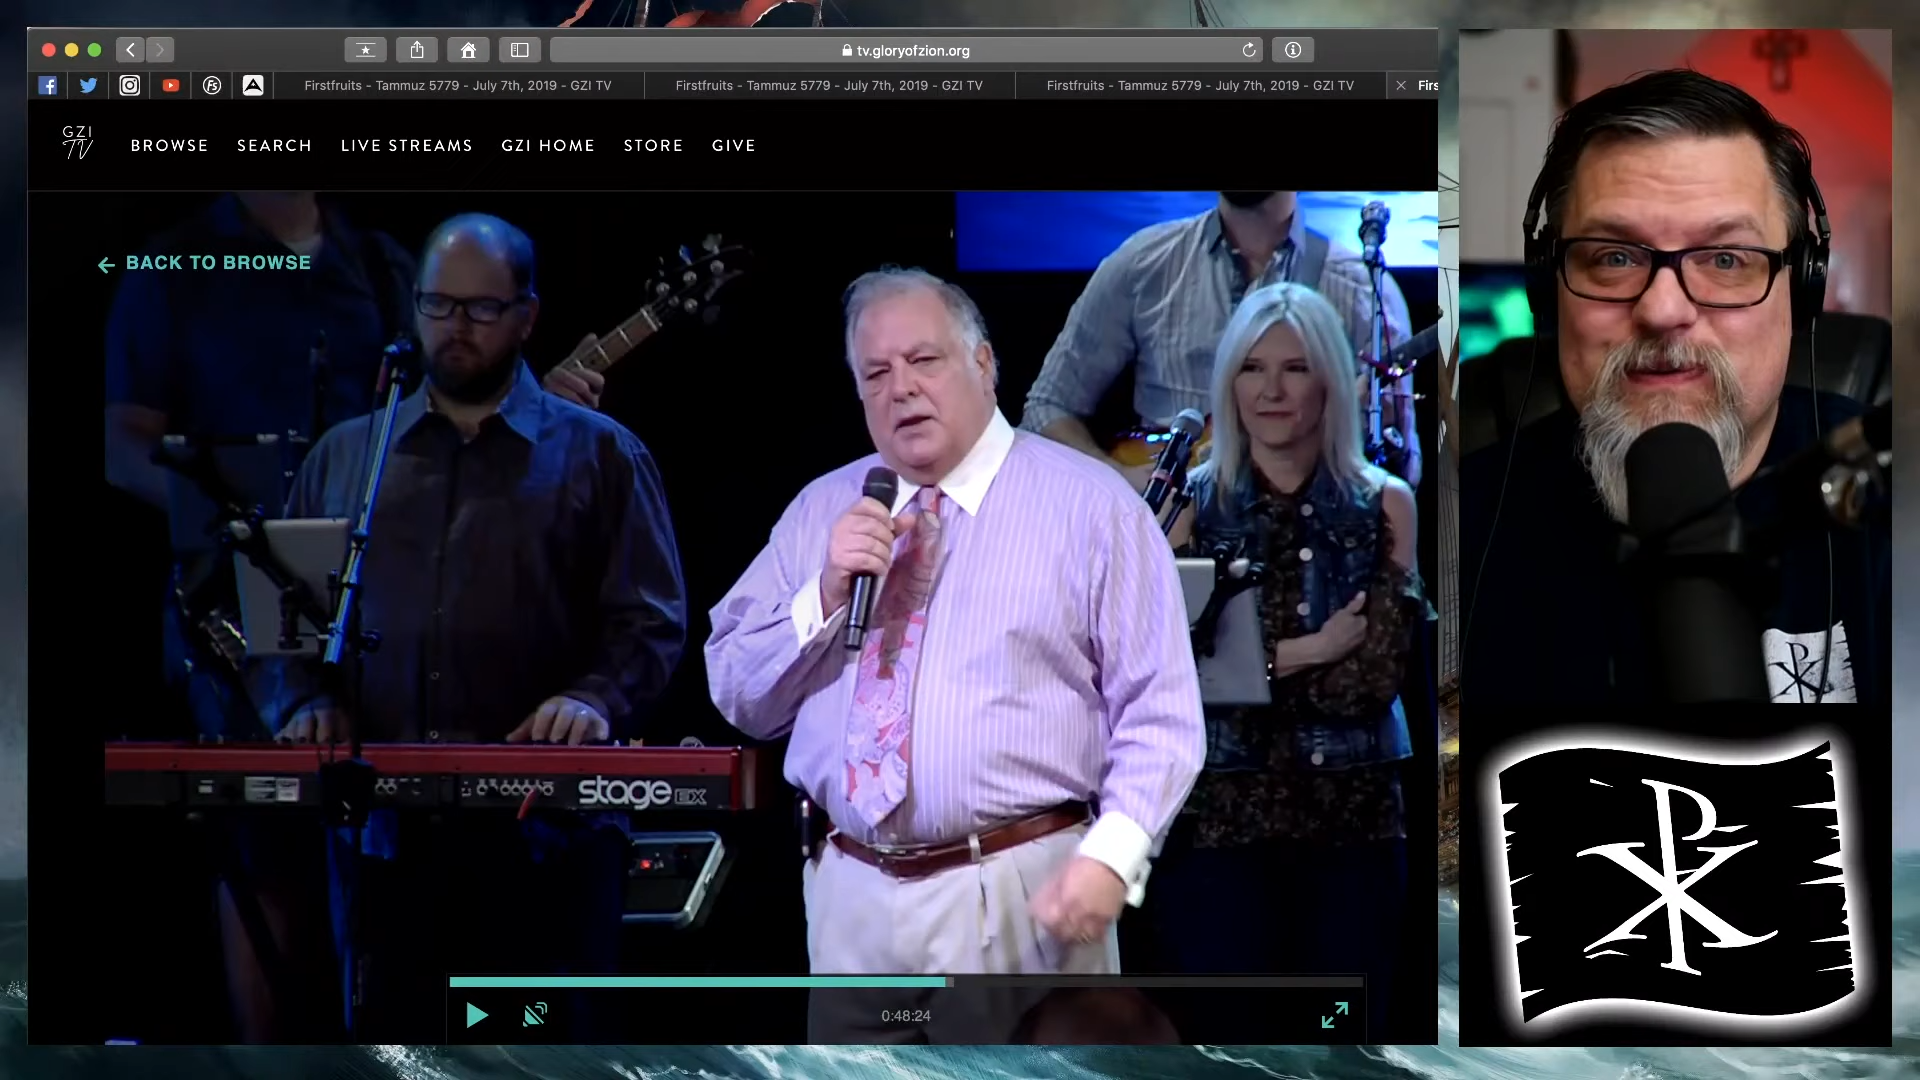 tv.gloryofzion.org
Firstfruits - Tammuz 5779 - July 7th, 2019 - GZI TV
Firstfruits - Tammuz 5779 - July 7th, 2019 - GZI TV
Firstfruits - Tammuz 5779 - July 7th, 2019 - GZI TV
Firs
GZI
TV
BROWSE
SEARCH
LIVE STREAMS
GZI HOME
STORE
GIVE
BACK TO BROWSE
stage EX
0:48:24